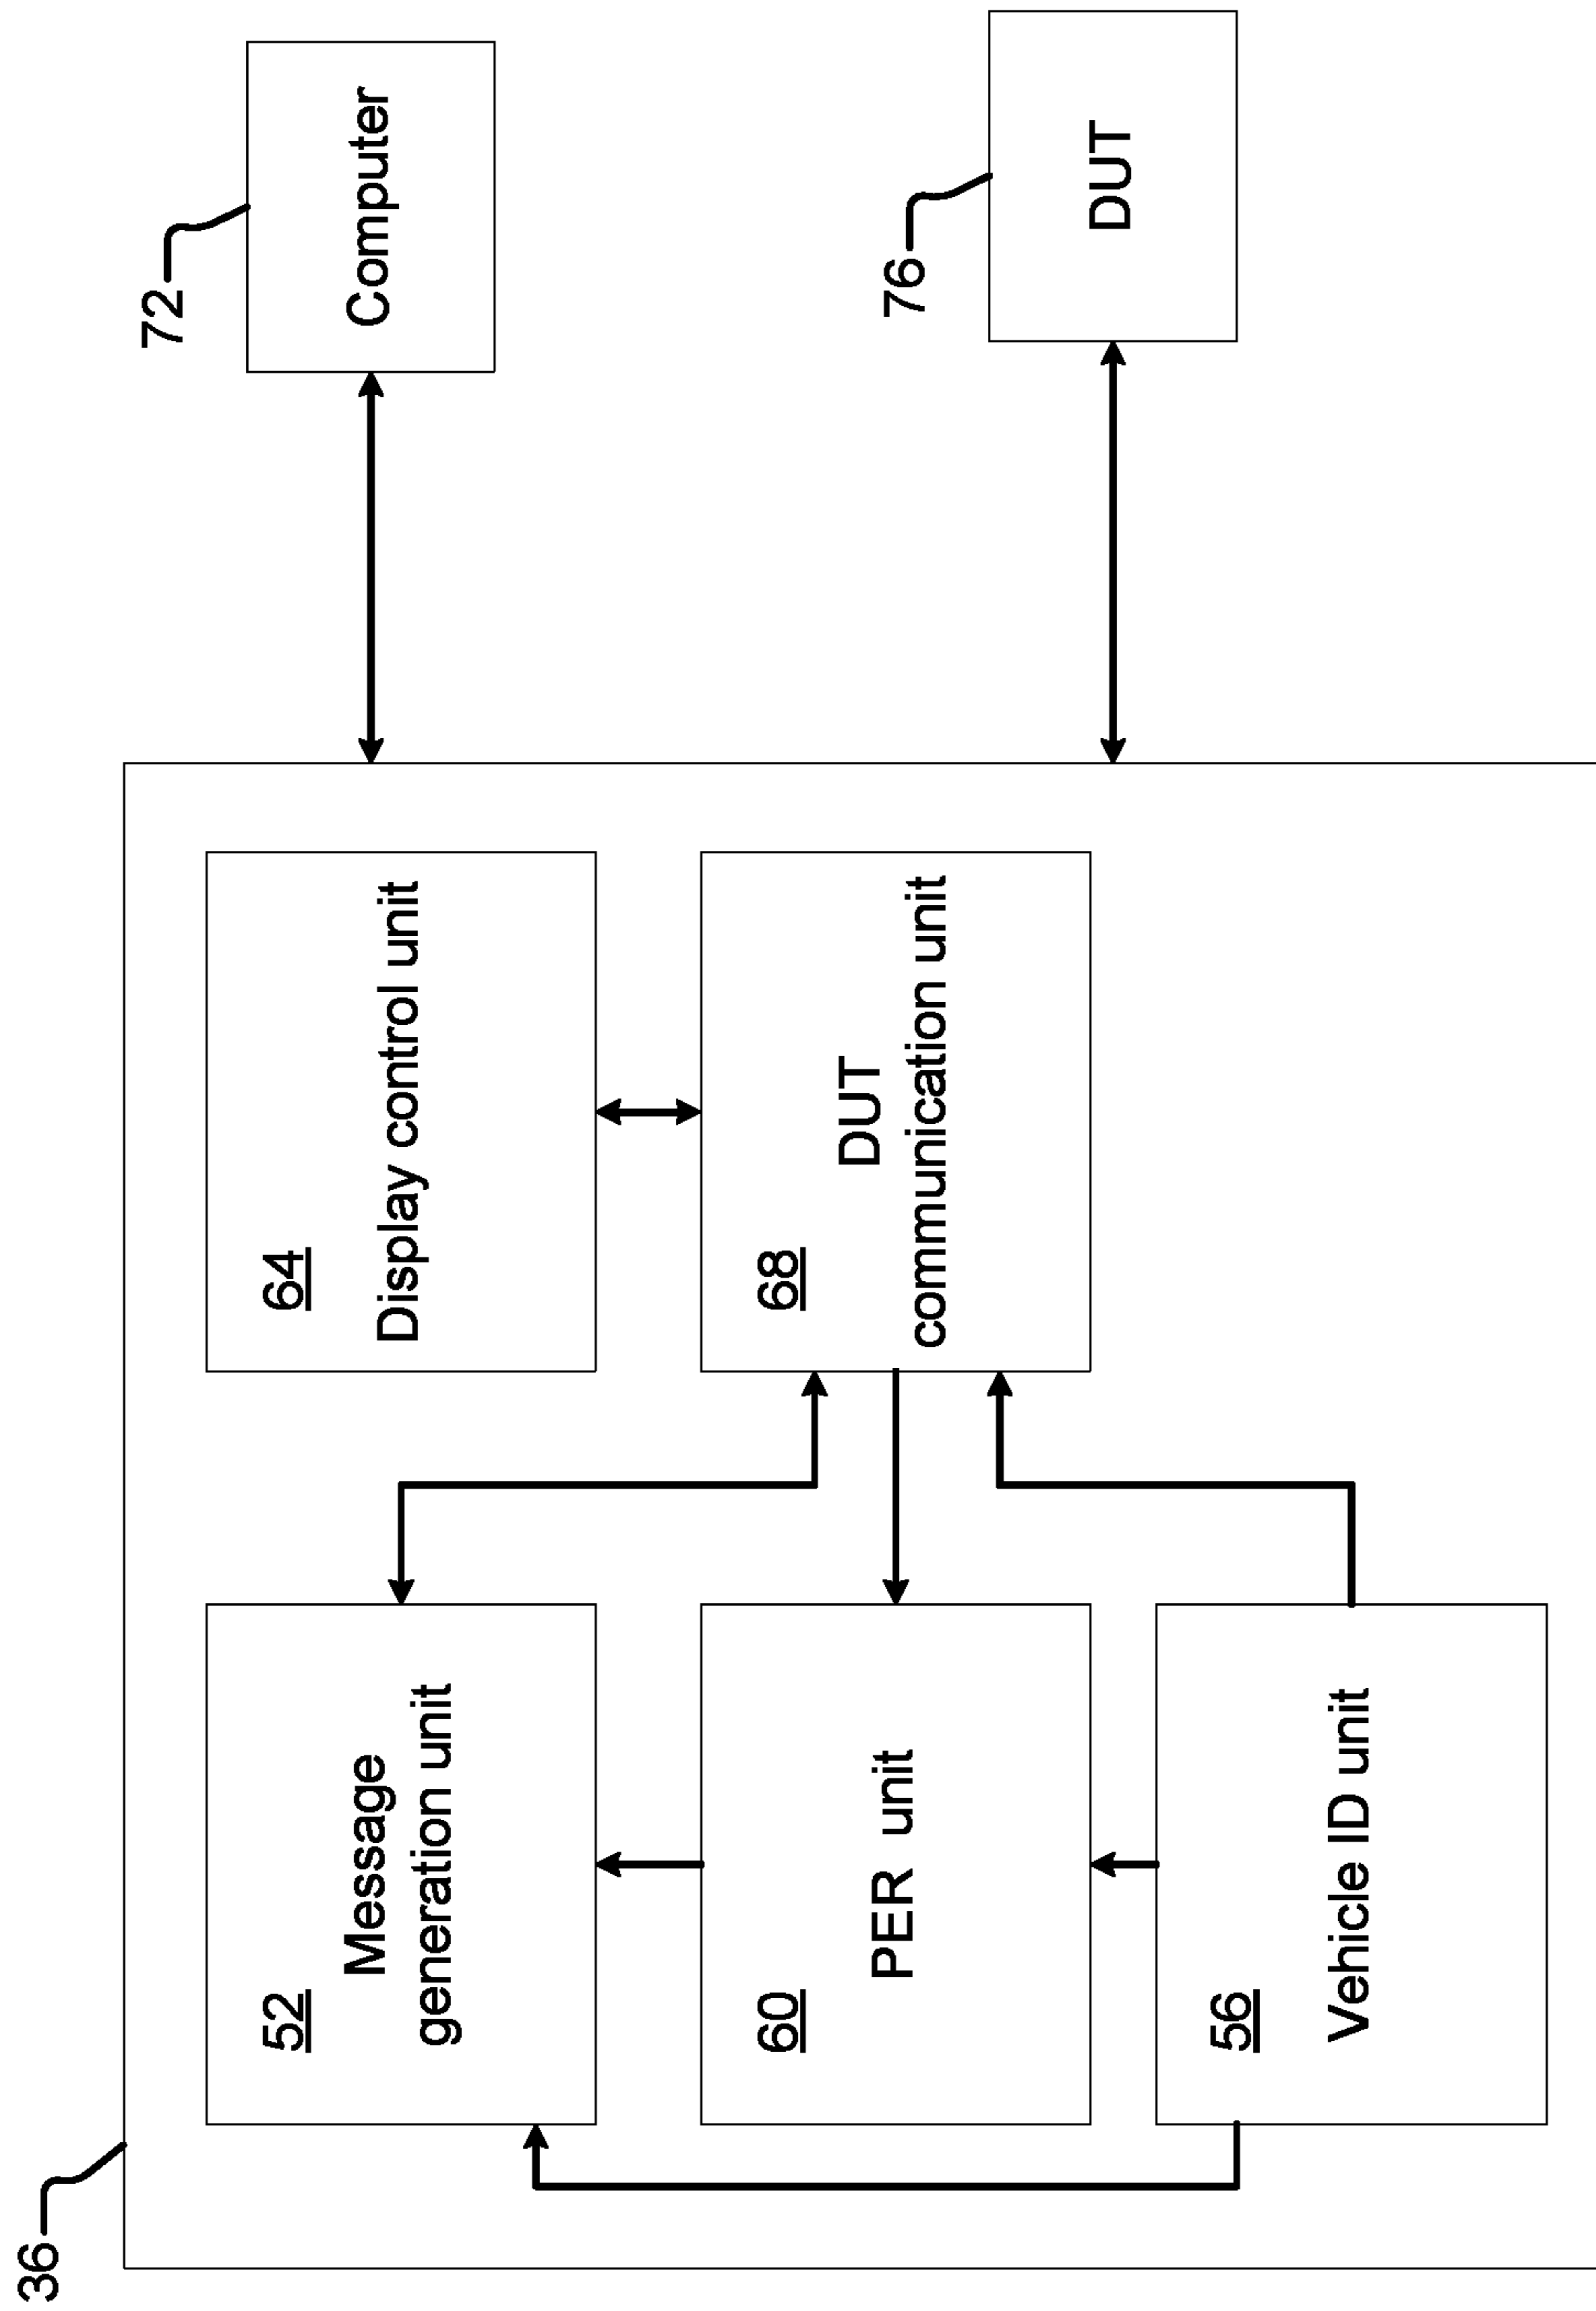 36
52
Message
generation unit
64
Display control unit
72
Computer
60
PER unit
68
DUT
communication unit
76
DUT
56
Vehicle ID unit